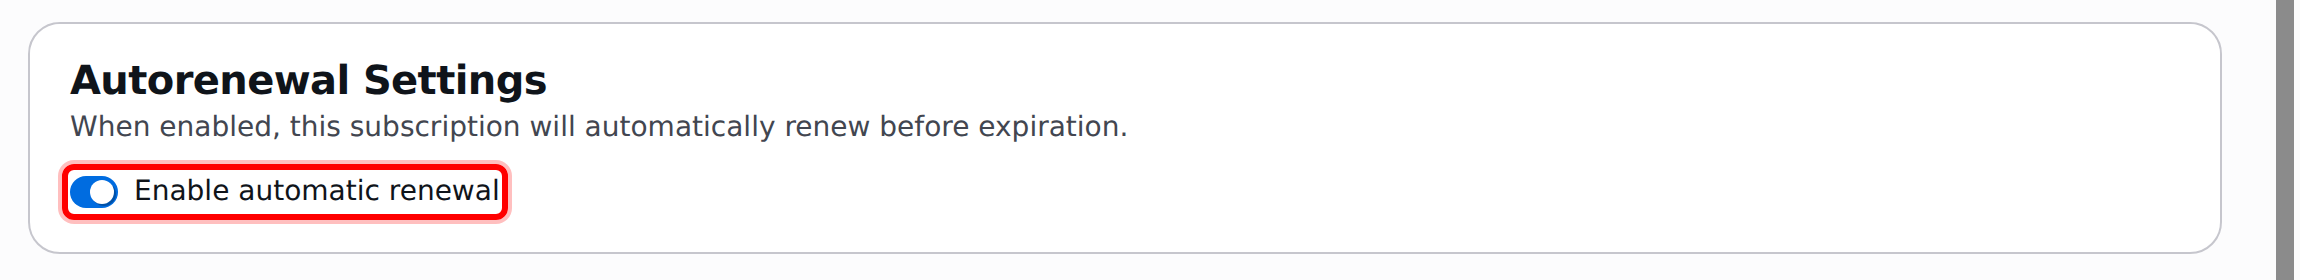 Autorenewal Settings
When enabled, this subscription will automatically renew before expiration.
Enable automatic renewal